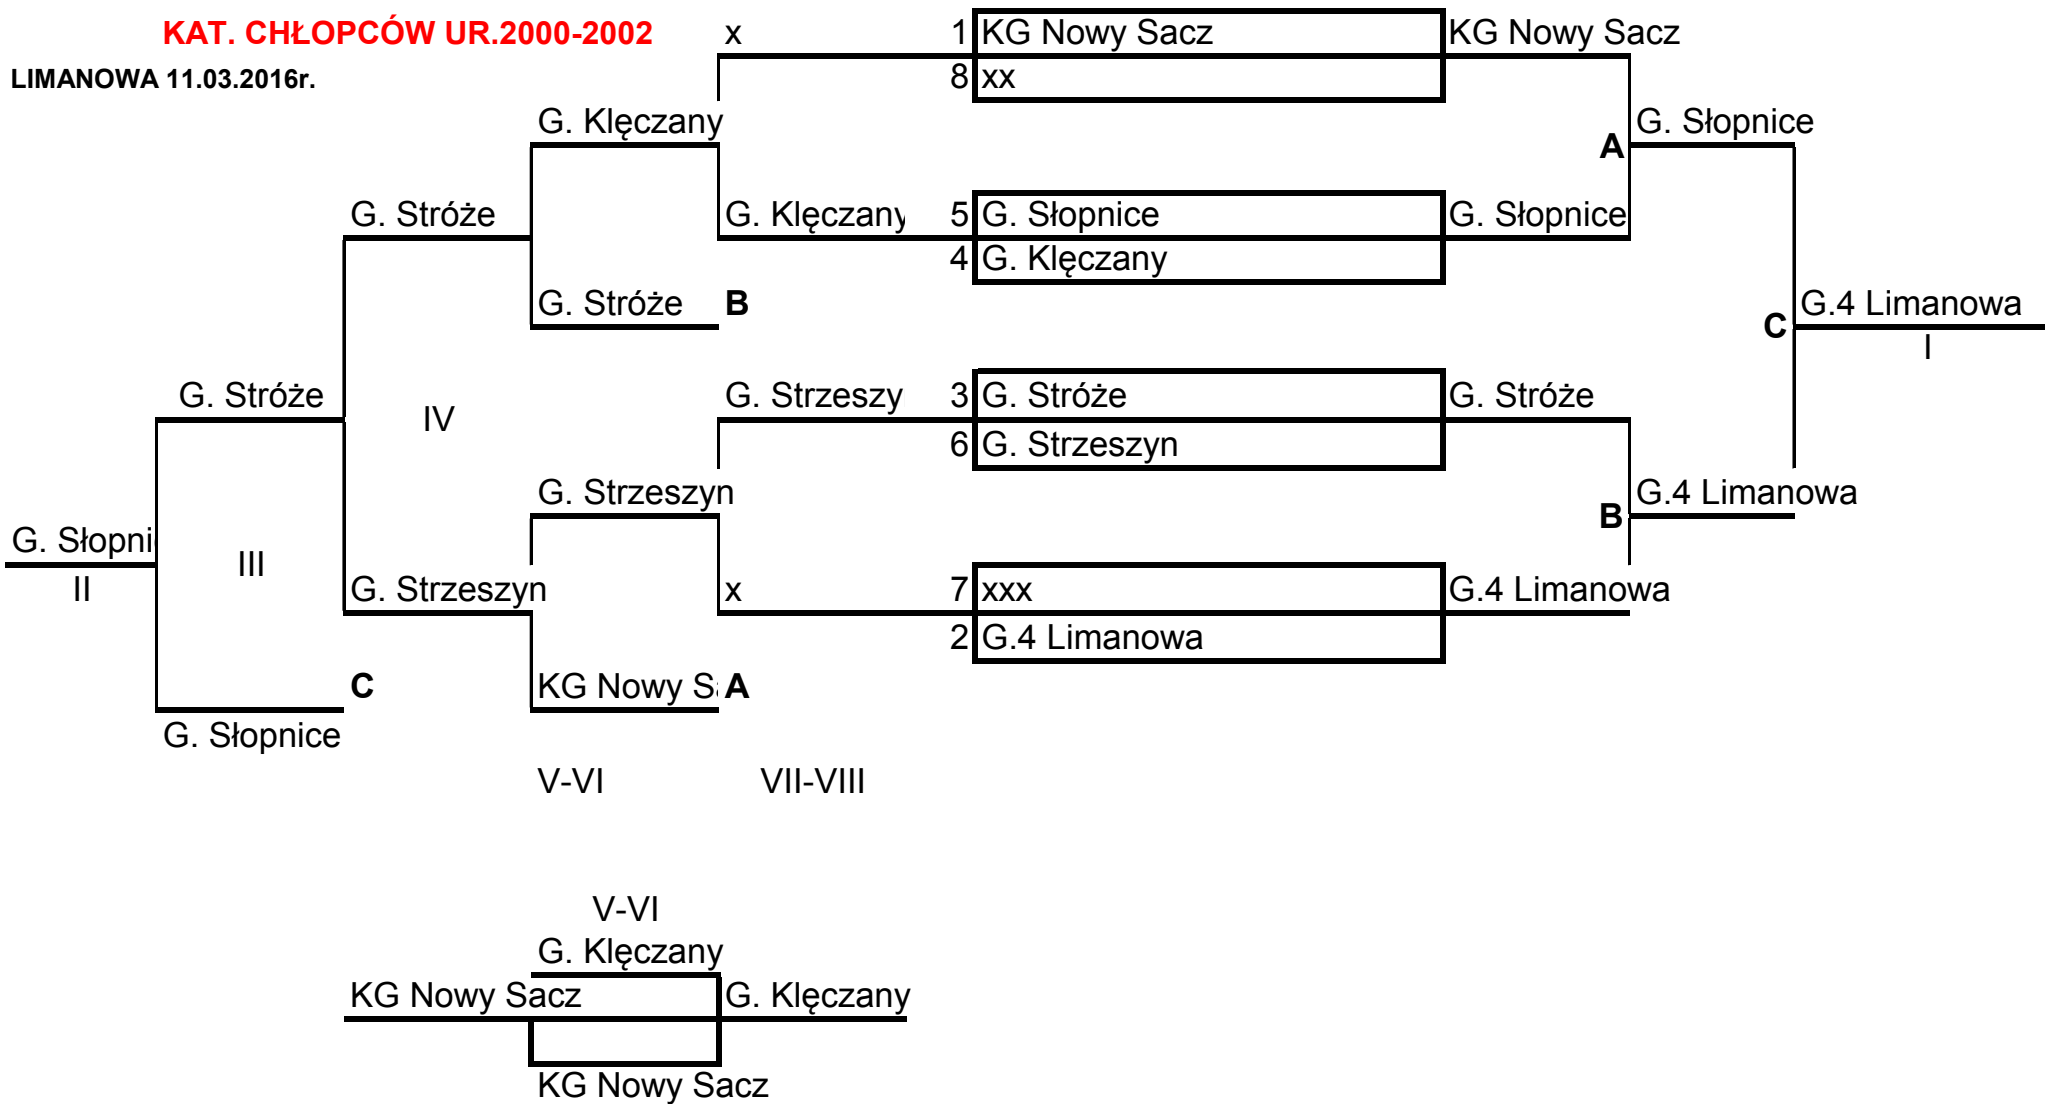 KAT. CHŁOPCÓW UR.2000-2002 x 1 KG Nowy Sacz KG Nowy Sacz
LIMANOWA 11.03.2016r. 8 xx
G. Klęczany G. Słopnice
A
G. Stróże G. Klęczany 5 G. Słopnice G. Słopnice
4 G. Klęczany
G. Stróże B G.4 Limanowa
C
I
G. Stróże G. Strzeszy 3 G. Stróże G. Stróże
IV
6 G. Strzeszyn
G. Strzeszyn G.4 Limanowa
B
G. Słopni
III
II G. Strzeszyn x 7 xxx G.4 Limanowa
2 G.4 Limanowa
C KG Nowy S A
G. Słopnice
V-VI VII-VIII
V-VI
G. Klęczany
KG Nowy Sacz G. Klęczany
KG Nowy Sacz